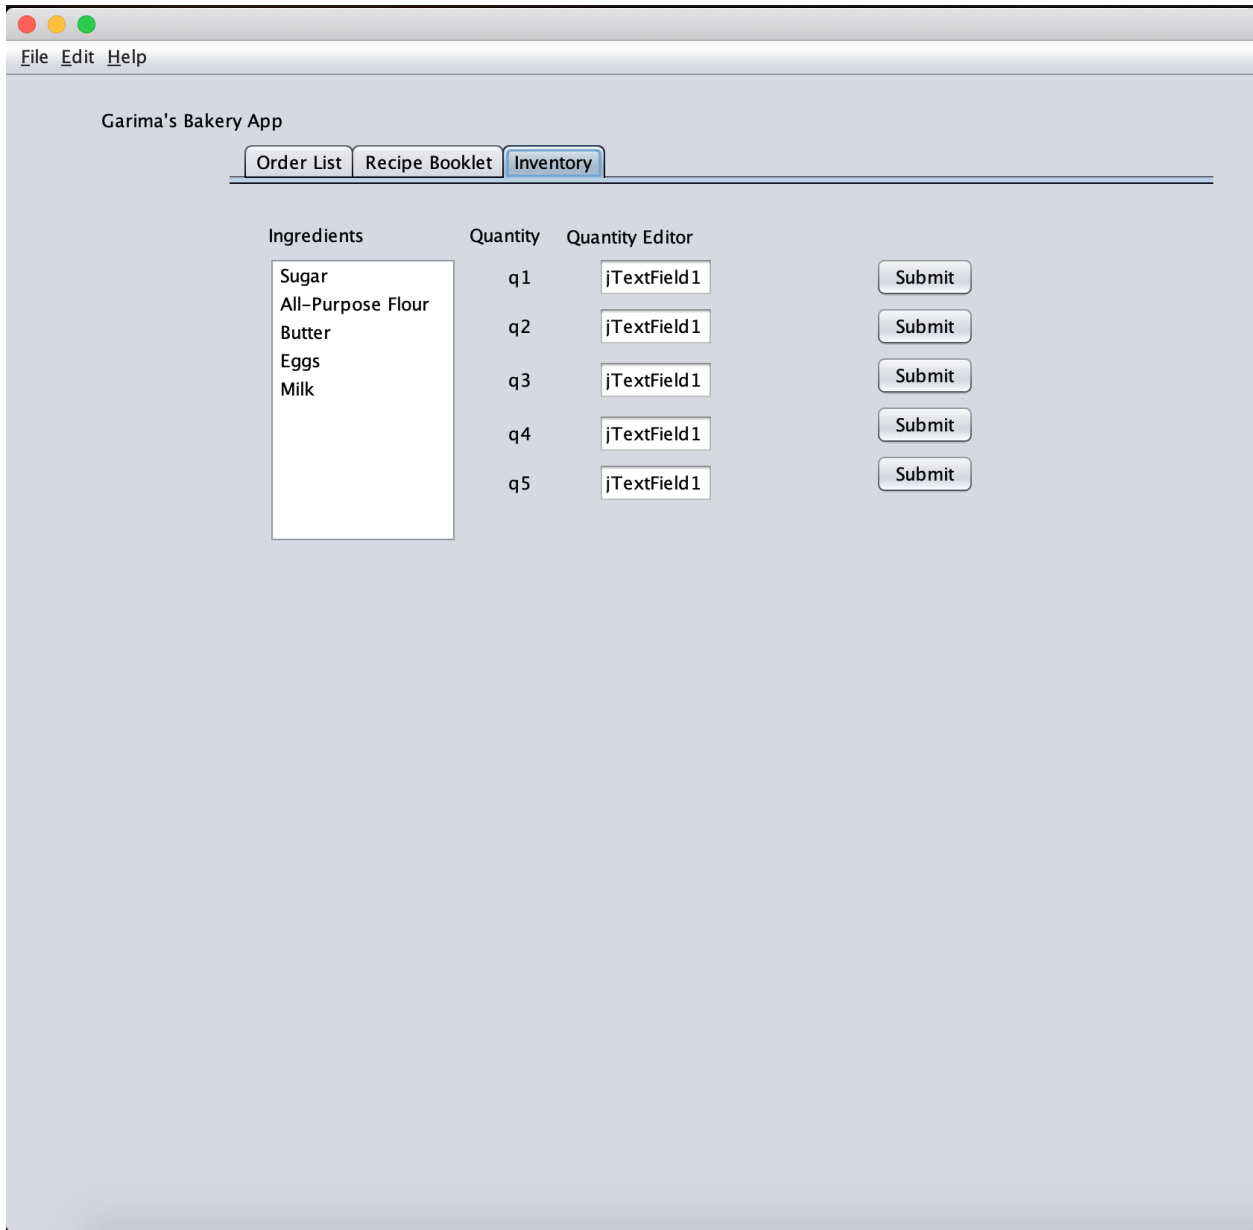 File Edit Help
Garima's Bakery App
Order List Recipe Booklet Inventory
Ingredients Quantity Quantity Editor
Sugar q1 jTextField1 Submit
All-Purpose Flour q2 jTextField1 Submit
Butter
Eggs q3 jTextField1 Submit
Milk
q4 jTextField1 Submit
q5 jTextField1 Submit